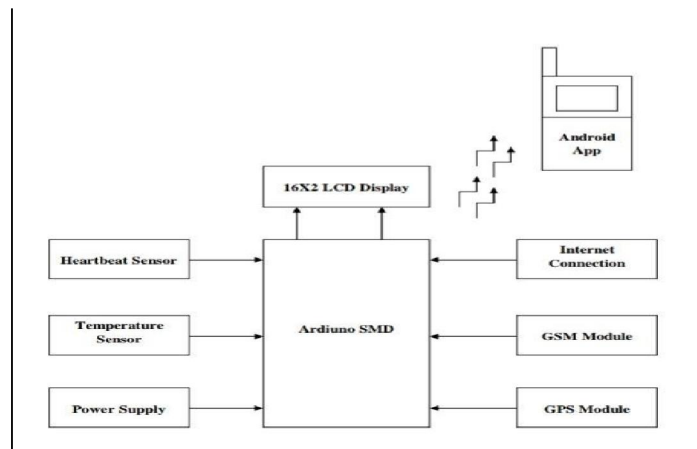 Android
App
16X2 LCD Display
Heartbeat Sensor
Internet
Connection
Temperature
Sensor
Ardiuno SMD
GSM Module
Power Supply
GPS Module